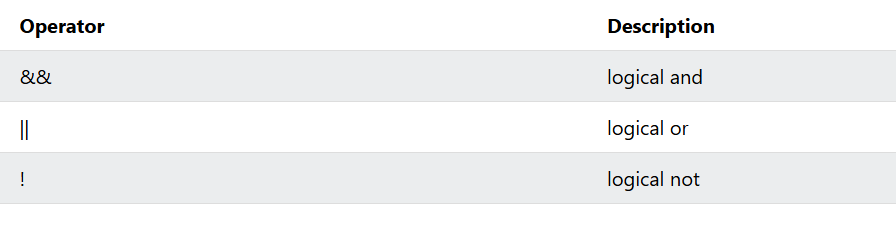 Operator Description
&& logical and
|| logical or
! logical not